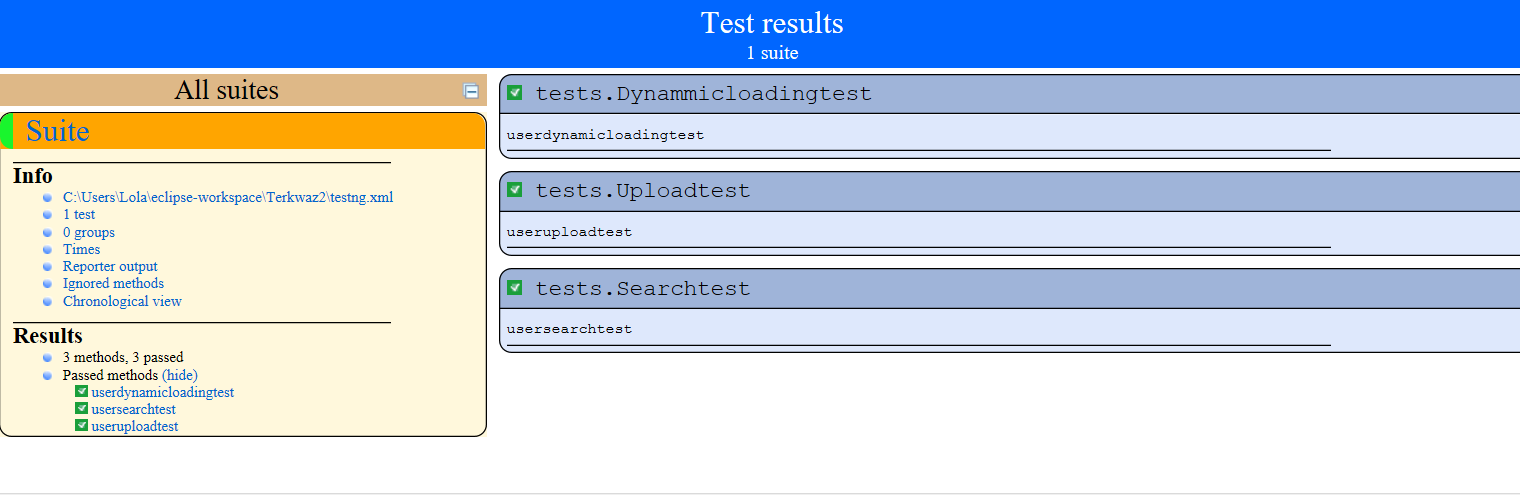 Test results
1 suite
All suites
Suite
Info
C:\Users\Lola\eclipse-workspace\Terkwaz2\testng.xml
1 test
0 groups
Times
Reporter output
Ignored methods
Chronological view
Results
3 methods, 3 passed
Passed methods (hide)
userdynamicloadingtest
usersearchtest
useruploadtest
tests.Dynammicloadingtest
userdynamicloadingtest
tests.Uploadtest
useruploadtest
tests.Searchtest
usersearchtest